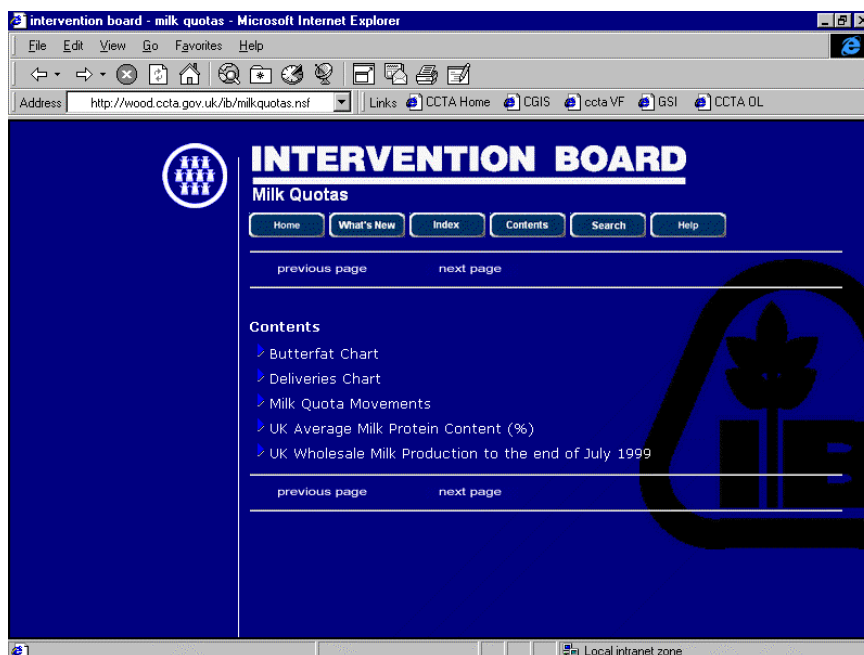 intervention board - milk quotas - Microsoft Internet Explorer
File Edit View Go Favorites Help
Address http://wood.ccta.gov.uk/ib/milkquotas.nsf Links CCTA Home CGIS ccta VF GSI CCTA OL
INTERVENTION BOARD
Milk Quotas
Home What's New Index Contents Search Help
previous page next page
Contents
Butterfat Chart
Deliveries Chart
Milk Quota Movements
UK Average Milk Protein Content (%)
UK Wholesale Milk Production to the end of July 1999
IB
previous page next page
Local intranet zone